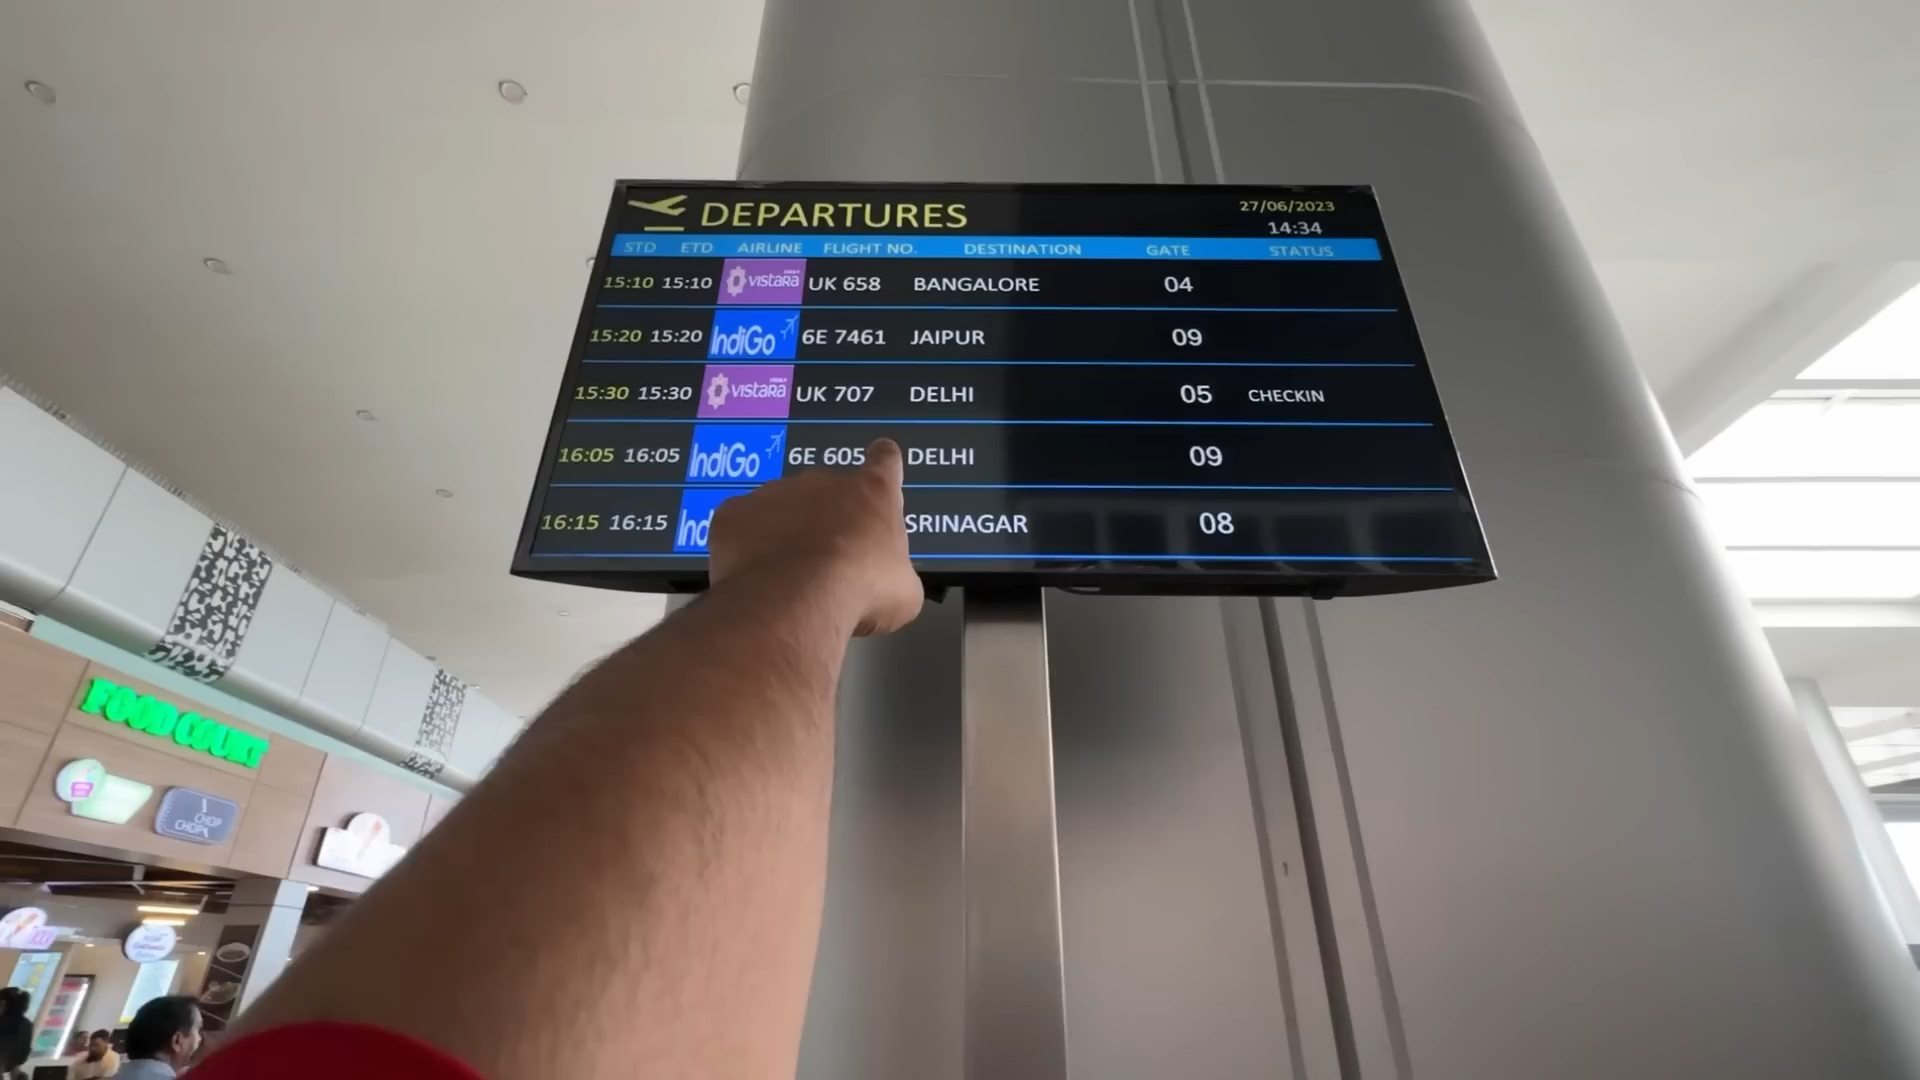 DEPARTURES
27/06/2023
14:34
STD ETD AIRLINE FLIGHT NO. DESTINATION GATE STATUS
15:10 15:10 vistara UK 658 BANGALORE 04
15:20 15:20 IndiGo 6E 7461 JAIPUR 09
15:30 15:30 vistara UK 707 DELHI 05 CHECKIN
16:05 16:05 IndiGo 6E 605 DELHI 09
16:15 16:15 SRINAGAR 08
FOOD COURT
CHOP
CHOP